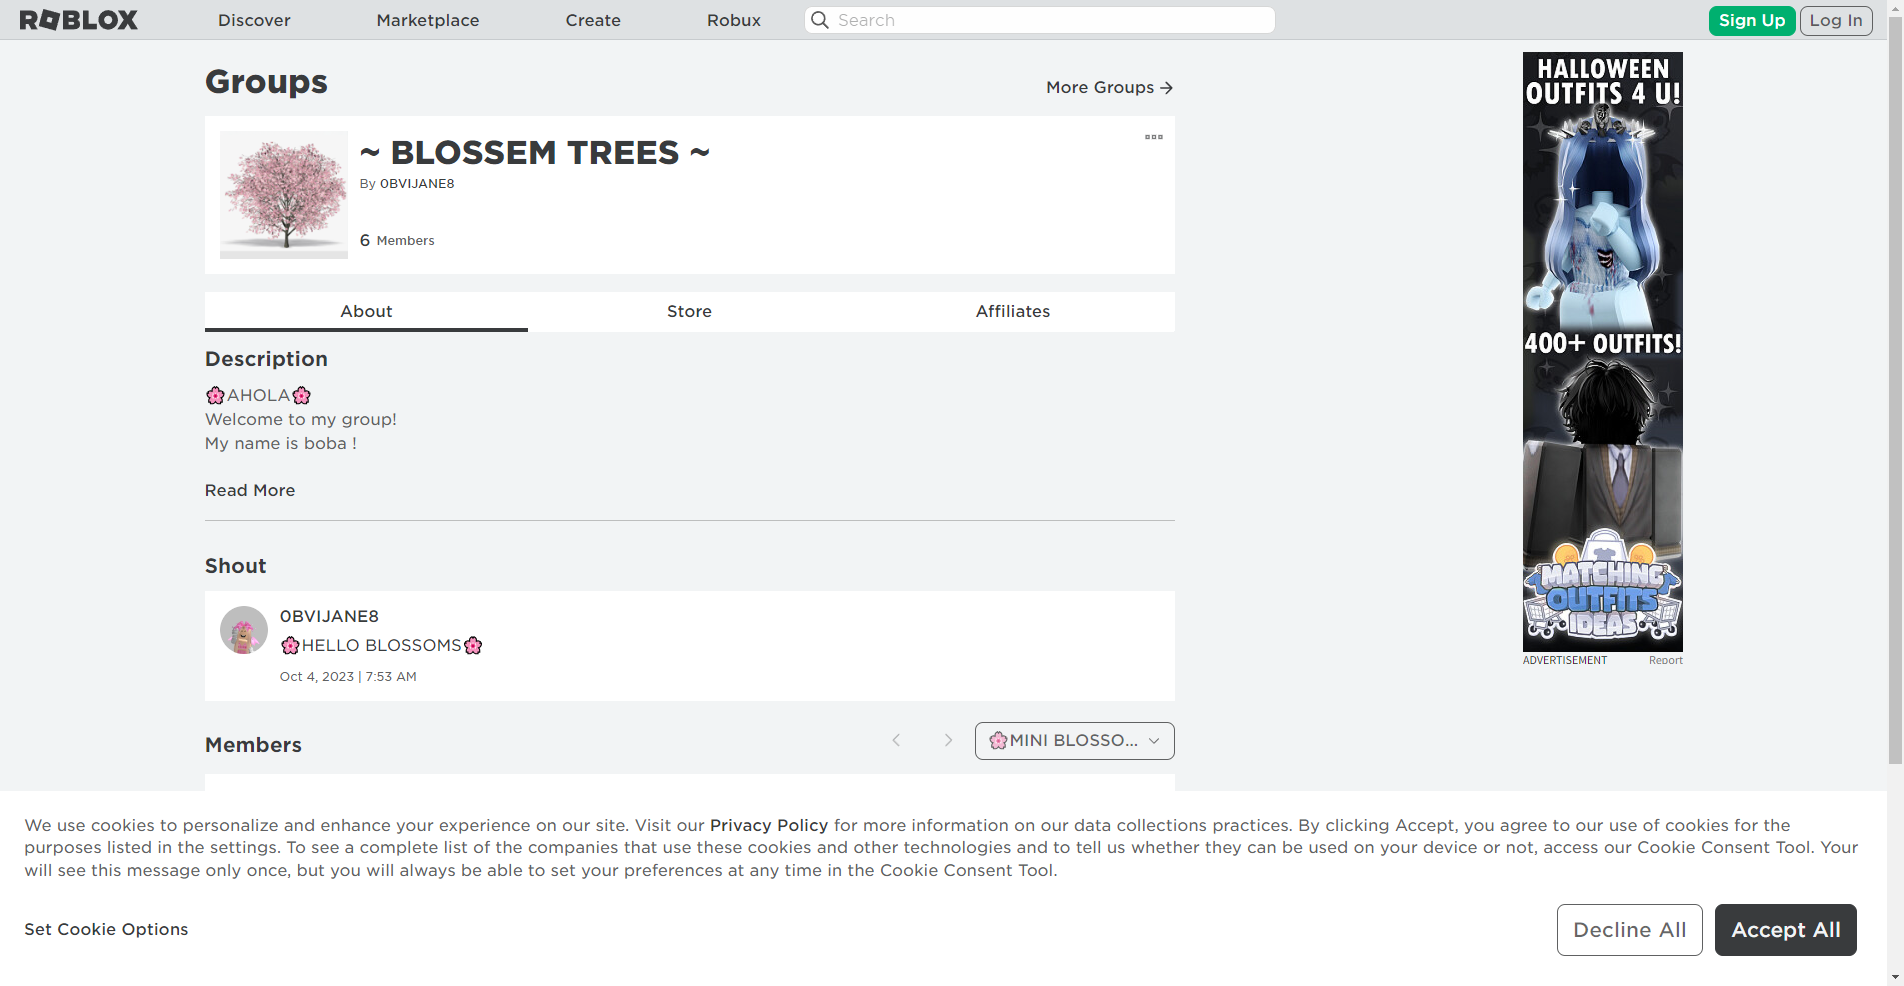 ROBLOX
Discover
Marketplace
Create
Robux
Search
Sign Up
Log In
Groups
More Groups →
~ BLOSSEM TREES ~
By 0BVIJANE8
6 Members
About
Store
Affiliates
Description
🌸AHOLA🌸
Welcome to my group!
My name is boba !
Read More
Shout
0BVIJANE8
🌸HELLO BLOSSOMS🌸
Oct 4, 2023 | 7:53 AM
Members
🌸MINI BLOSSO...
HALLOWEEN
OUTFITS 4 U!
400+ OUTFITS!
MATCHING
OUTFITS
IDEAS
ADVERTISEMENT
Report
We use cookies to personalize and enhance your experience on our site. Visit our Privacy Policy for more information on our data collections practices. By clicking Accept, you agree to our use of cookies for the
purposes listed in the settings. To see a complete list of the companies that use these cookies and other technologies and to tell us whether they can be used on your device or not, access our Cookie Consent Tool. Your
will see this message only once, but you will always be able to set your preferences at any time in the Cookie Consent Tool.
Set Cookie Options
Decline All
Accept All